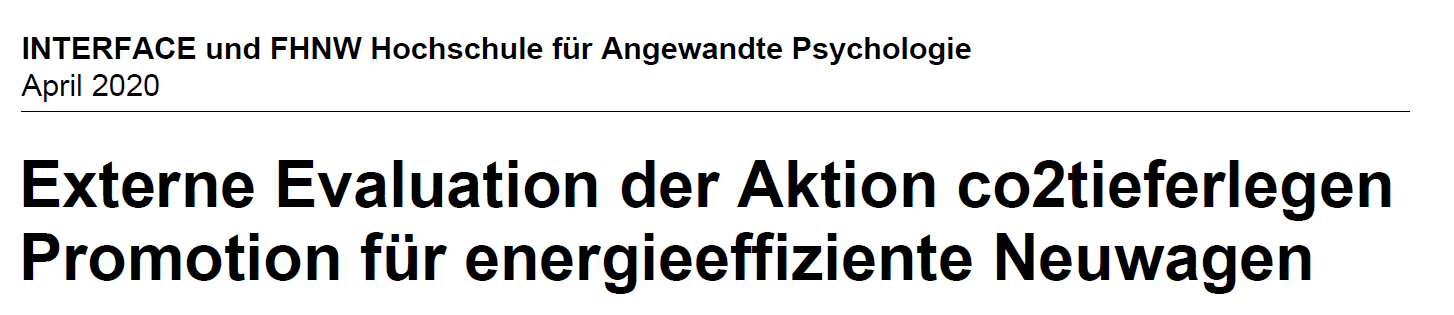 INTERFACE und FHNW Hochschule für Angewandte Psychologie
April 2020
Externe Evaluation der Aktion co2tieferlegen
Promotion für energieeffiziente Neuwagen